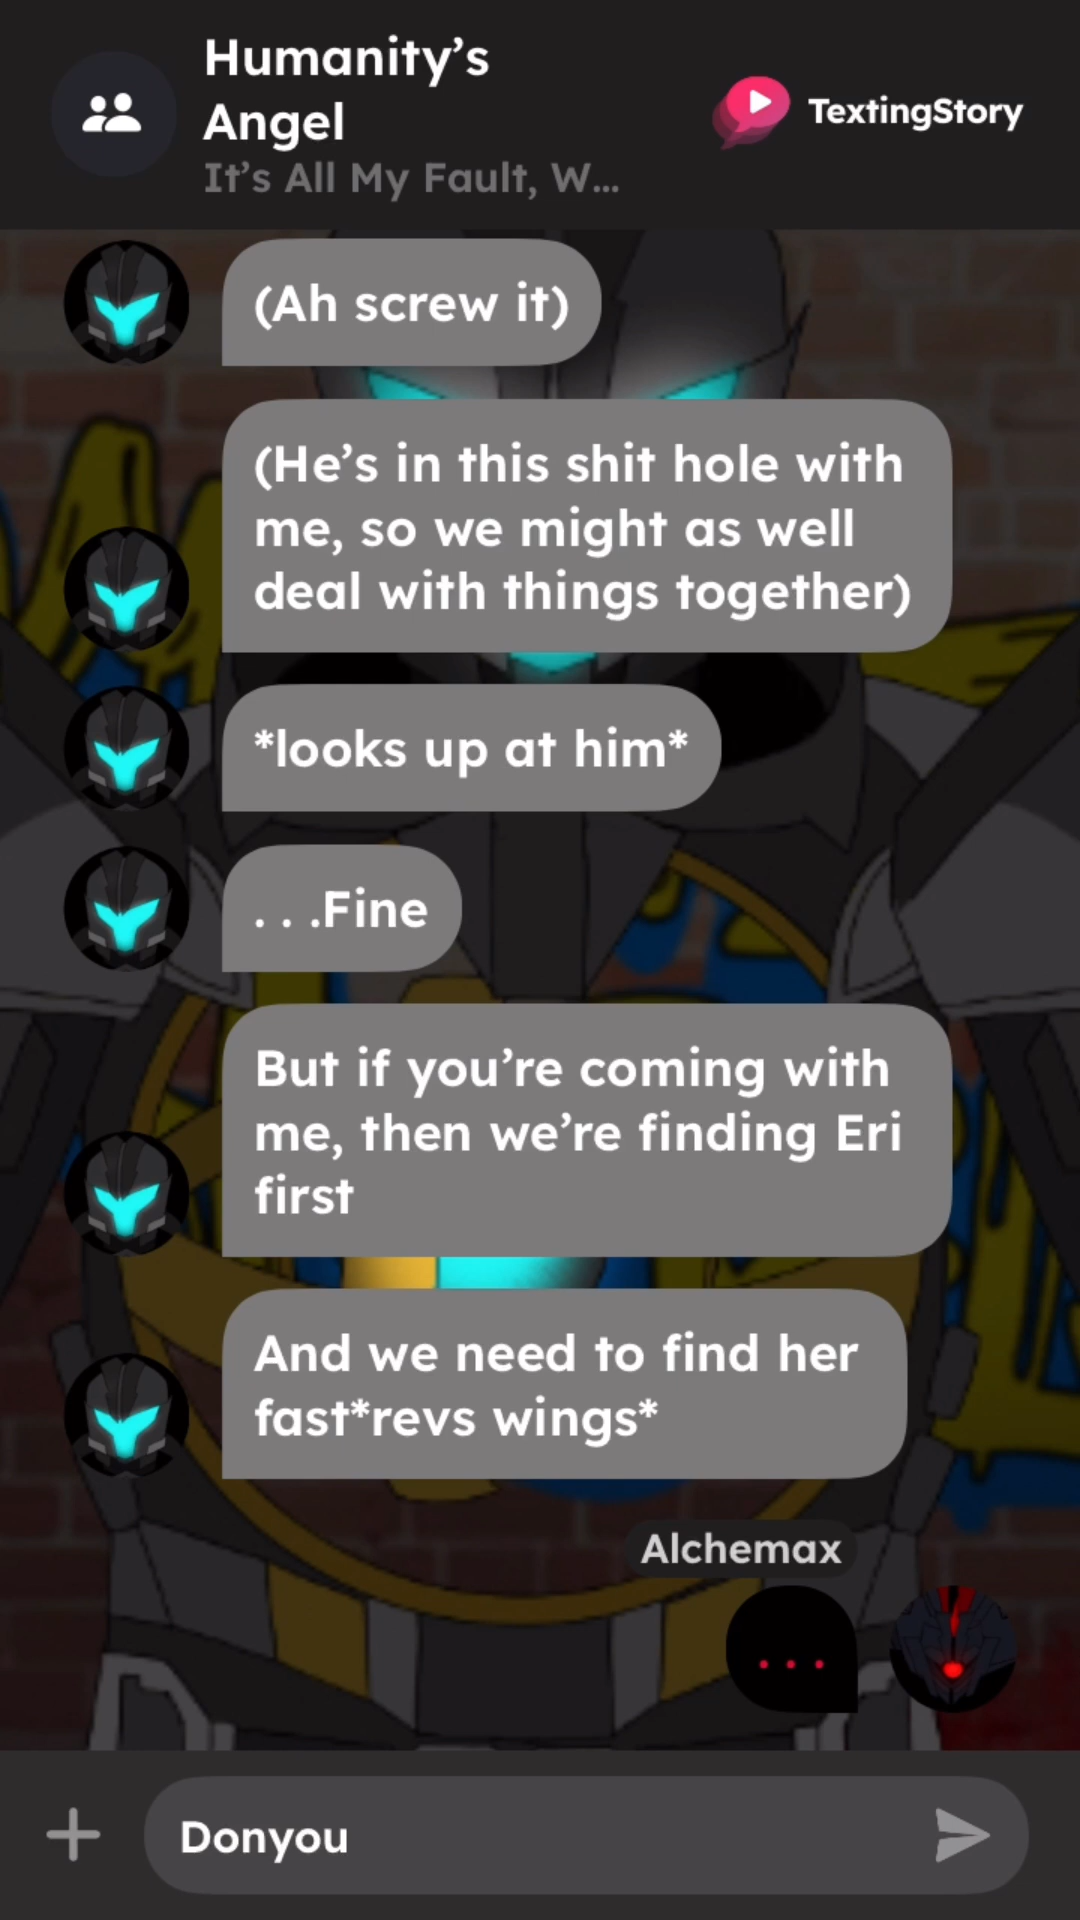 Humanity’s
Angel
It’s All My Fault, W...
TextingStory
(Ah screw it)
(He’s in this shit hole with
me, so we might as well
deal with things together)
*looks up at him*
. . .Fine
But if you’re coming with
me, then we’re finding Eri
first
And we need to find her
fast*revs wings*
Alchemax
...
Donyou